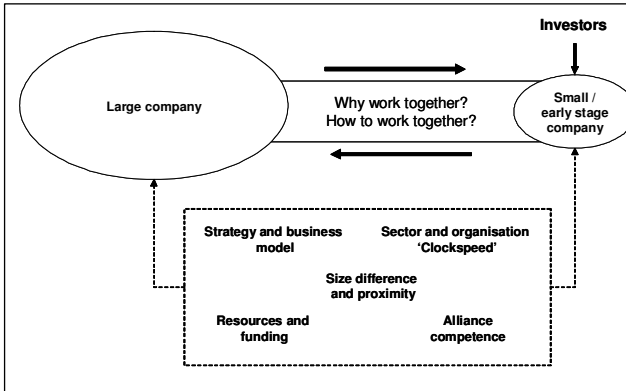 Investors
Large company
Why work together?
How to work together?
Small /
early stage
company
Strategy and business
model
Sector and organisation
‘Clockspeed’
Size difference
and proximity
Resources and
funding
Alliance
competence